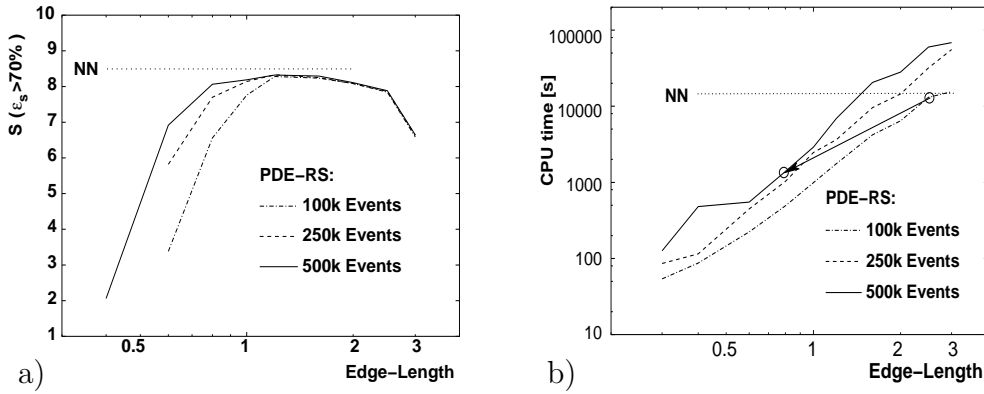 S (εs>70%)
10
9
8
7
6
5
4
3
2
1
NN
PDE−RS:
100k Events
250k Events
500k Events
0.5
1
2
3
Edge−Length
a)
CPU time [s]
100000
10000
1000
100
10
NN
PDE−RS:
100k Events
250k Events
500k Events
0.5
1
2
3
Edge−Length
b)